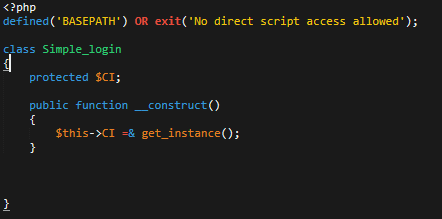 <?php
defined('BASEPATH') OR exit('No direct script access allowed');
class Simple_login
{
protected $CI;
public function __construct()
{
$this->CI =& get_instance();
}
}